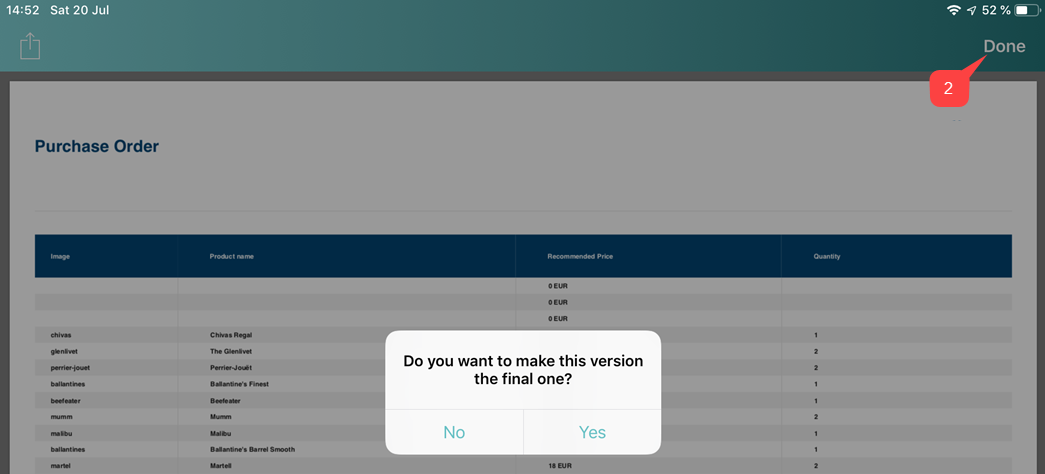 14:52 Sat 20 Jul 52 %
Done
2
Purchase Order
Image Product name Recommended Price Quantity
0 EUR
0 EUR
0 EUR
chivas Chivas Regal 1
glenlivet The Glenlivet 2
perrier-jouet Perrier-Jouët 2
ballantines Ballantine's Finest 1
beefeater Beefeater 1
mumm Mumm 2
malibu Malibu 1
ballantines Ballantine's Barrel Smooth 1
martel Martell 18 EUR 2
Do you want to make this version
the final one?
No Yes